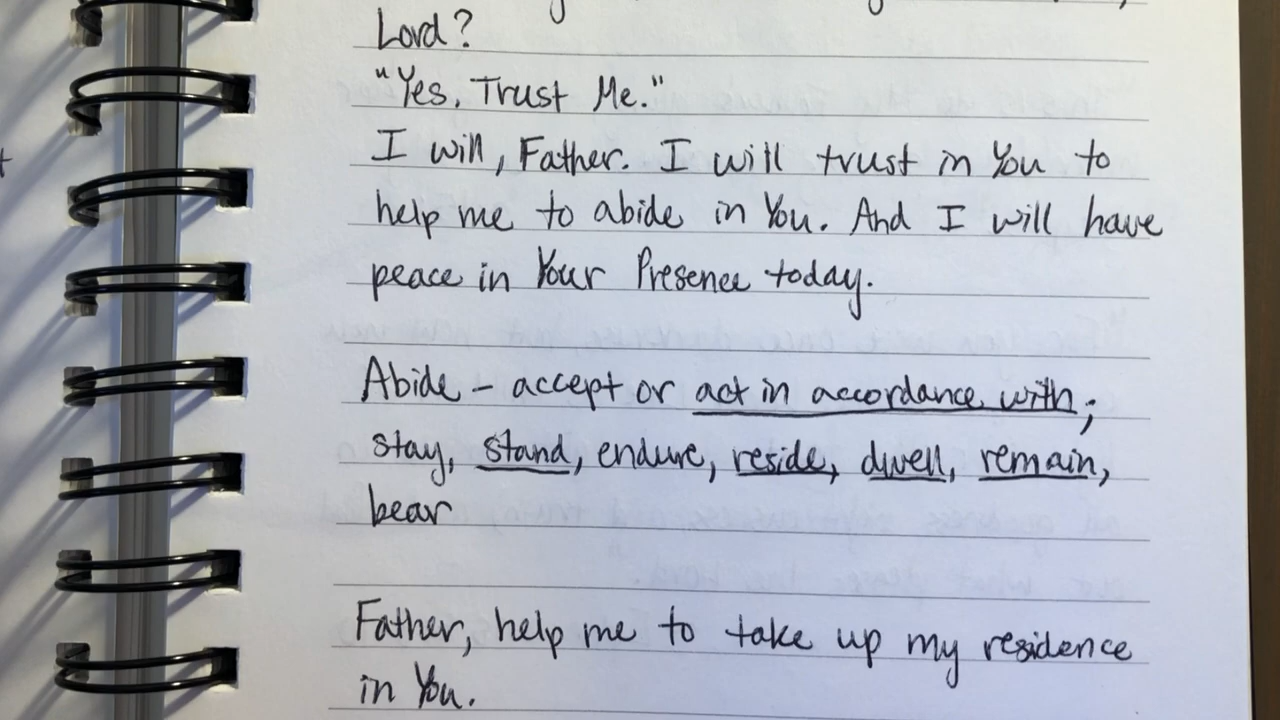 Lord?
"Yes, Trust Me."
I will, Father. I will trust in You to
help me to abide in You. And I will have
peace in Your Presence today.
Abide - accept or act in accordance with;
stay, stand, endure, reside, dwell, remain,
bear
Father, help me to take up my residence
in You.